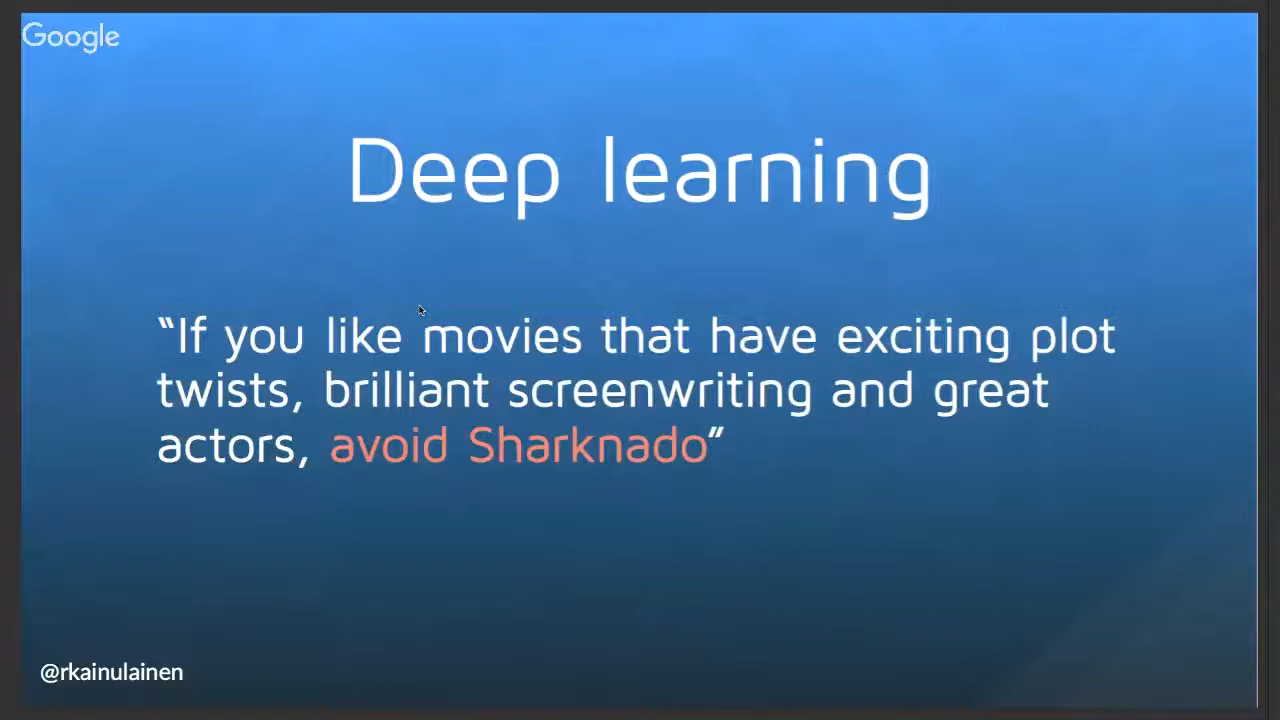 Google
Deep learning
“If you like movies that have exciting plot
twists, brilliant screenwriting and great
actors, avoid Sharknado”
@rkainulainen